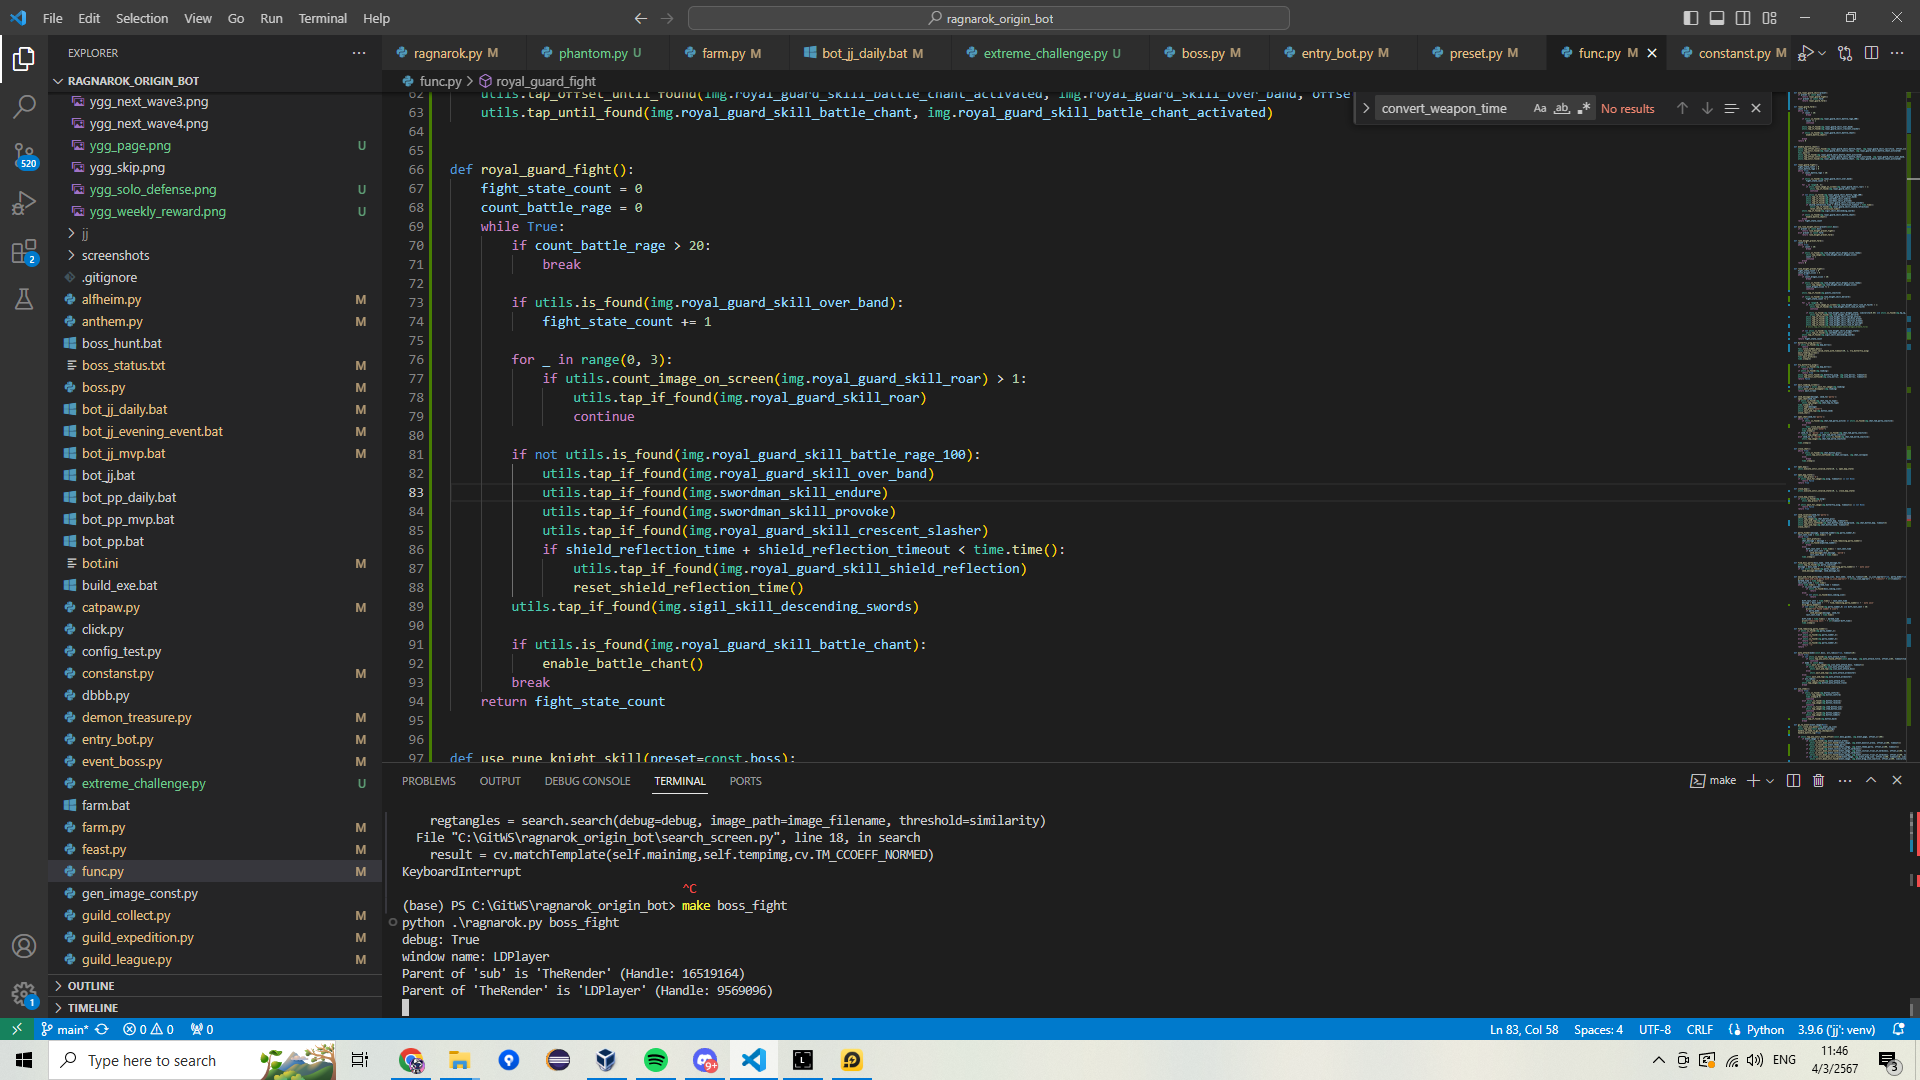 File Edit Selection View Go Run Terminal Help
ragnarok_origin_bot
EXPLORER
RAGNAROK_ORIGIN_BOT
ygg_next_wave3.png
ygg_next_wave4.png
ygg_page.png U
ygg_skip.png
ygg_solo_defense.png U
ygg_weekly_reward.png U
jj
screenshots
.gitignore
alfheim.py M
anthem.py M
boss_hunt.bat
boss_status.txt M
boss.py M
bot_jj_daily.bat M
bot_jj_evening_event.bat M
bot_jj_mvp.bat M
bot_jj.bat
bot_pp_daily.bat
bot_pp_mvp.bat
bot_pp.bat
bot.ini M
build_exe.bat
catpaw.py M
click.py
config_test.py
constanst.py M
dbbb.py
demon_treasure.py M
entry_bot.py M
event_boss.py M
extreme_challenge.py U
farm.bat
farm.py M
feast.py M
func.py M
gen_image_const.py
guild_collect.py M
guild_expedition.py M
guild_league.py M
OUTLINE
TIMELINE
520
2
1
ragnarok.py M phantom.py U farm.py M bot_jj_daily.bat M extreme_challenge.py U boss.py M entry_bot.py M preset.py M func.py M constanst.py M
func.py > royal_guard_fight
convert_weapon_time Aa ab No results
62 utils.tap_offset_until_found(img.royal_guard_skill_battle_chant_activated, img.royal_guard_skill_over_band, offse
63 utils.tap_until_found(img.royal_guard_skill_battle_chant, img.royal_guard_skill_battle_chant_activated)
64
65
66 def royal_guard_fight():
67 fight_state_count = 0
68 count_battle_rage = 0
69 while True:
70 if count_battle_rage > 20:
71 break
72
73 if utils.is_found(img.royal_guard_skill_over_band):
74 fight_state_count += 1
75
76 for _ in range(0, 3):
77 if utils.count_image_on_screen(img.royal_guard_skill_roar) > 1:
78 utils.tap_if_found(img.royal_guard_skill_roar)
79 continue
80
81 if not utils.is_found(img.royal_guard_skill_battle_rage_100):
82 utils.tap_if_found(img.royal_guard_skill_over_band)
83 utils.tap_if_found(img.swordman_skill_endure)
84 utils.tap_if_found(img.swordman_skill_provoke)
85 utils.tap_if_found(img.royal_guard_skill_crescent_slasher)
86 if shield_reflection_time + shield_reflection_timeout < time.time():
87 utils.tap_if_found(img.royal_guard_skill_shield_reflection)
88 reset_shield_reflection_time()
89 utils.tap_if_found(img.sigil_skill_descending_swords)
90
91 if utils.is_found(img.royal_guard_skill_battle_chant):
92 enable_battle_chant()
93 break
94 return fight_state_count
95
96
97 def use_rune_knight_skill(preset=const.boss):
PROBLEMS OUTPUT DEBUG CONSOLE TERMINAL PORTS
make
regtangles = search.search(debug=debug, image_path=image_filename, threshold=similarity)
File "C:\GitWS\ragnarok_origin_bot\search_screen.py", line 18, in search
result = cv.matchTemplate(self.mainimg,self.tempimg,cv.TM_CCOEFF_NORMED)
KeyboardInterrupt
^C
(base) PS C:\GitWS\ragnarok_origin_bot> make boss_fight
python .\ragnarok.py boss_fight
debug: True
window name: LDPlayer
Parent of 'sub' is 'TheRender' (Handle: 16519164)
Parent of 'TheRender' is 'LDPlayer' (Handle: 9569096)
main* 0 0 0
Ln 83, Col 58 Spaces: 4 UTF-8 CRLF Python 3.9.6 ('jj': venv)
Type here to search
9+
ENG
11:46
4/3/2567
3